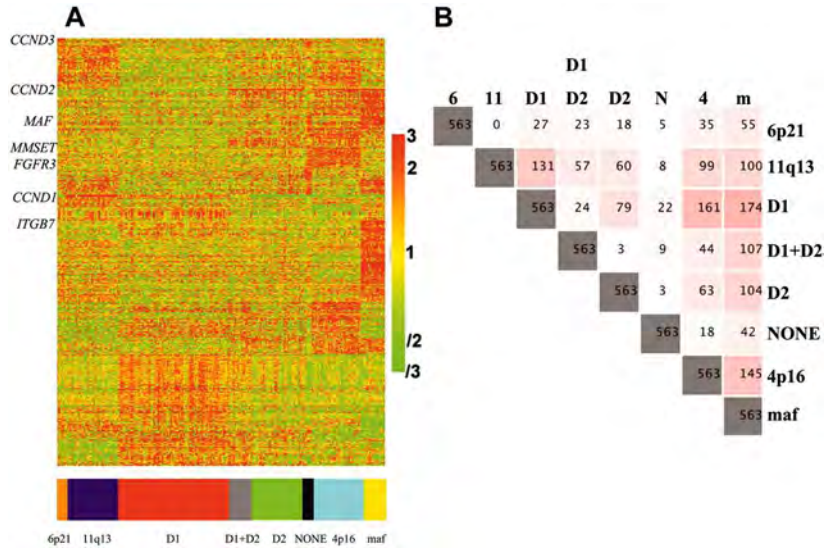 A
CCND3
CCND2
MAF
MMSET
FGFR3
CCND1
ITGB7
3
2
1
/2
/3
6p21 11q13 D1 D1+D2 D2 NONE 4p16 maf
B
D1
6 11 D1 D2 D2 N 4 m
563 0 27 23 18 5 35 55 6p21
563 131 57 60 8 99 100 11q13
563 24 79 22 161 174 D1
563 3 9 44 107 D1+D2
563 3 63 104 D2
563 18 42 NONE
563 145 4p16
563 maf